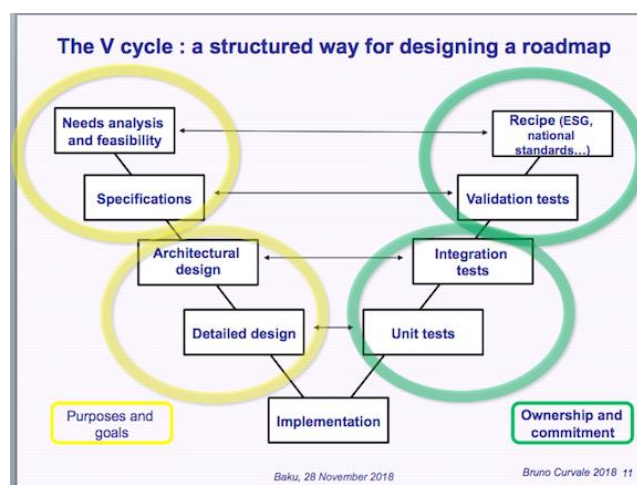 The V cycle : a structured way for designing a roadmap
Needs analysis
and feasibility
Recipe (ESG,
national
standards...)
Specifications
Validation tests
Architectural
design
Integration
tests
Detailed design
Unit tests
Implementation
Purposes and
goals
Ownership and
commitment
Baku, 28 November 2018
Bruno Curvale 2018 11